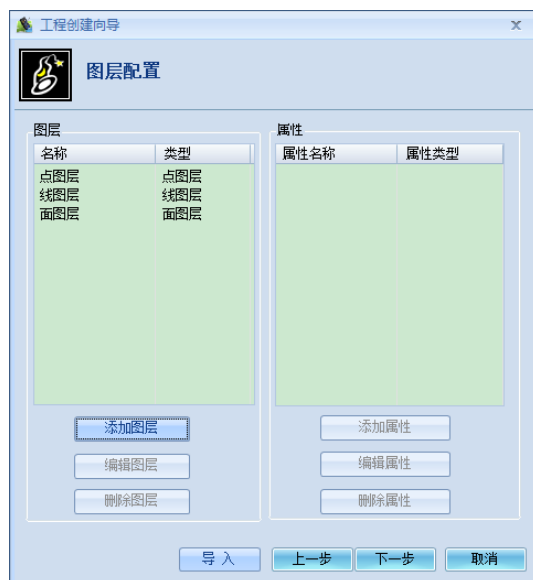 工程创建向导
x
图层配置
图层
名称 类型
点图层 点图层
线图层 线图层
面图层 面图层
添加图层
编辑图层
删除图层
属性
属性名称 属性类型
添加属性
编辑属性
删除属性
导入 上一步 下一步 取消